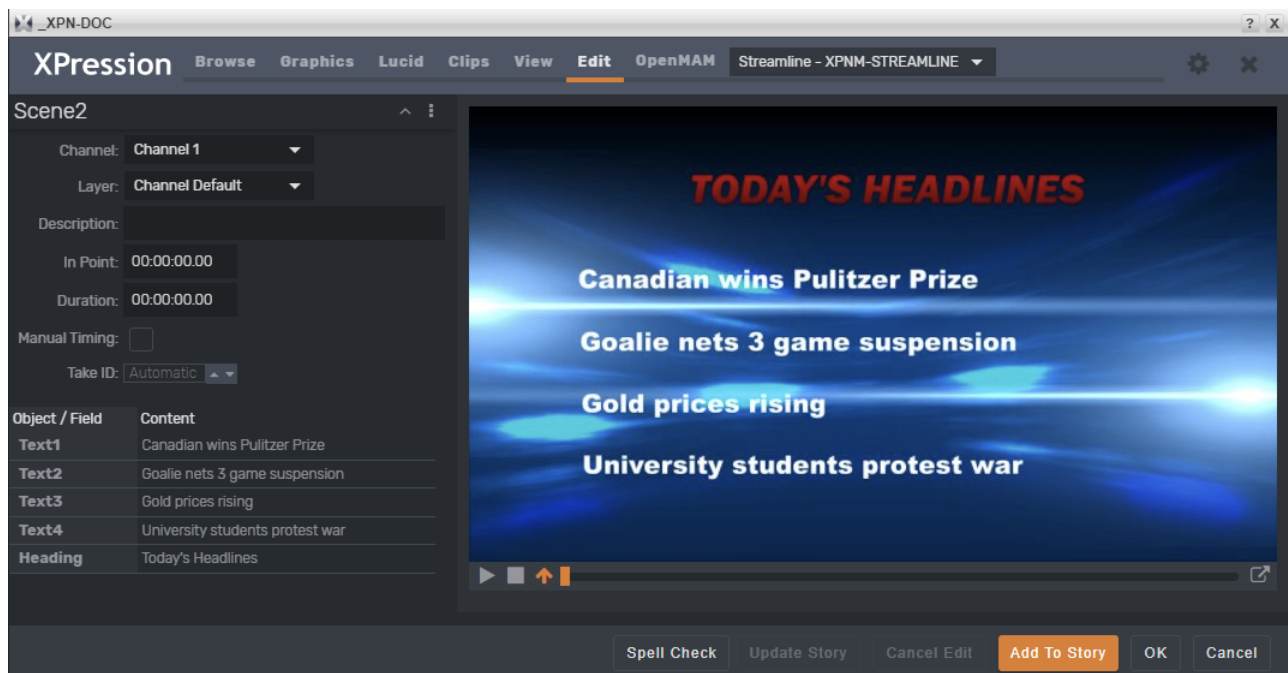 _XPN-DOC ? X
XPression Browse Graphics Lucid Clips View Edit OpenMAM Streamline - XPNM-STREAMLINE
Scene2
Channel: Channel 1
Layer: Channel Default
Description:
In Point: 00:00:00.00
Duration: 00:00:00.00
Manual Timing:
Take ID: Automatic
Object / Field Content
Text1 Canadian wins Pulitzer Prize
Text2 Goalie nets 3 game suspension
Text3 Gold prices rising
Text4 University students protest war
Heading Today's Headlines
TODAY'S HEADLINES
Canadian wins Pulitzer Prize
Goalie nets 3 game suspension
Gold prices rising
University students protest war
Spell Check Update Story Cancel Edit Add To Story OK Cancel